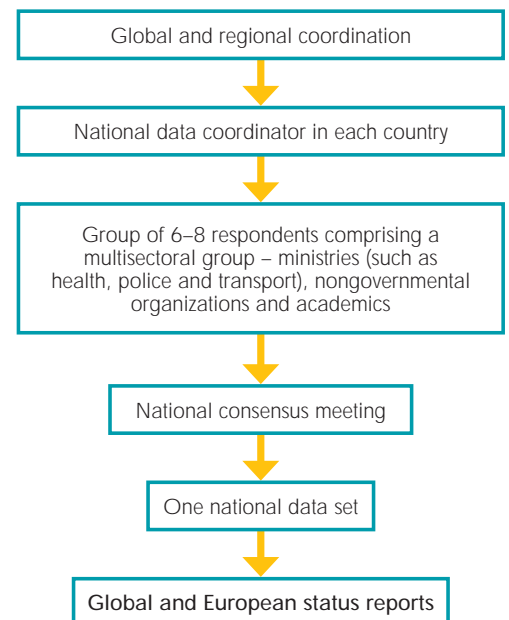 Global and regional coordination
National data coordinator in each country
Group of 6–8 respondents comprising a
multisectoral group – ministries (such as
health, police and transport), nongovernmental
organizations and academics
National consensus meeting
One national data set
Global and European status reports